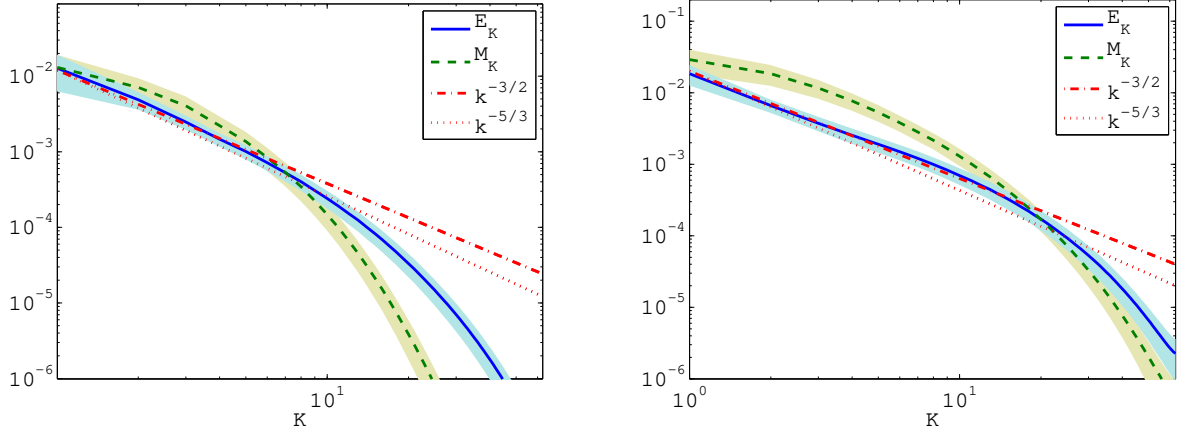 E_K
M_K
k^{-3/2}
k^{-5/3}
10^{-2}
10^{-3}
10^{-4}
10^{-5}
10^{-6}
10^1
K
E_K
M_K
k^{-3/2}
k^{-5/3}
10^{-1}
10^{-2}
10^{-3}
10^{-4}
10^{-5}
10^{-6}
10^0
10^1
K